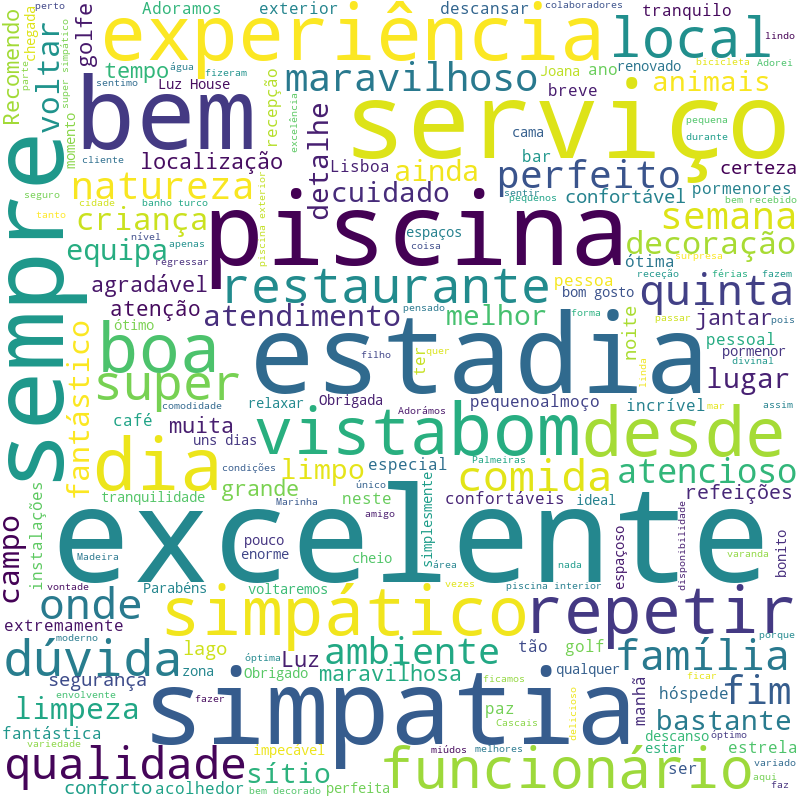 perto
Adoramos
exterior
descansar
colaboradores
tranquilo
Recomendo
parte
chegada
super simpático
voltar
golfe
experiência
local
lindo
tempo
água
fizeram
sentimo
Luz House
recepção
excelência
maravilhoso
Joana
ano
renovado
breve
bicicleta
Adorei
animais
momento
bem
serviço
pequena
durante
cliente
localização
detalhe
Lisboa
cama
bar
ainda
perfeito
certeza
sempre
seguro
tanto
natureza
cidade
banho turco
cuidado
sentir
pequenos
confortável
pormenores
bem recebido
criança
piscina
semana
equipa
nível
apenas
regressar
piscina exterior
espaços
coisa
decoração
surpresa
agradável
restaurante
ótima
receção
férias
fazem
pessoa
quinta
atenção
atendimento
melhor
bom gosto
pensado
forma
noite
passar
jantar
pois
ótimo
boa
estadia
pessoal
pormenor
fantástico
super
filho
ter
quer
linda
divinal
lugar
comodidade
relaxar
Obrigada
Adorámos
pequenoalmoço
incrível
mar
assim
café
muita
uns dias
vista
bom
desde
dia
condições
limpo
especial
Palmeiras
comida
atencioso
instalações
tranquilidade
grande
único
Marinha
neste
simplesmente
confortáveis
ideal
refeições
campo
excelente
amigo
disponibilidade
espaçoso
varanda
bonito
pouco
enorme
Madeira
cheio
área
nada
vontade
Parabéns
voltaremos
vezes
piscina interior
onde
simpático
repetir
extremamente
moderno
dúvida
lago
zona
óptima
Obrigado
Luz
ambiente
maravilhosa
tão
golf
qualquer
família
porque
segurança
envolvente
fazer
simpatia
ficamos
paz
Cascais
delicioso
manhã
hóspede
ficar
fim
limpeza
bastante
fantástica
variedade
impecável
miúdos
melhores
descanso
estar
óptimo
estrela
qualidade
sítio
funcionário
ser
variado
aqui
faz
conforto
acolhedor
bem decorado
perfeita